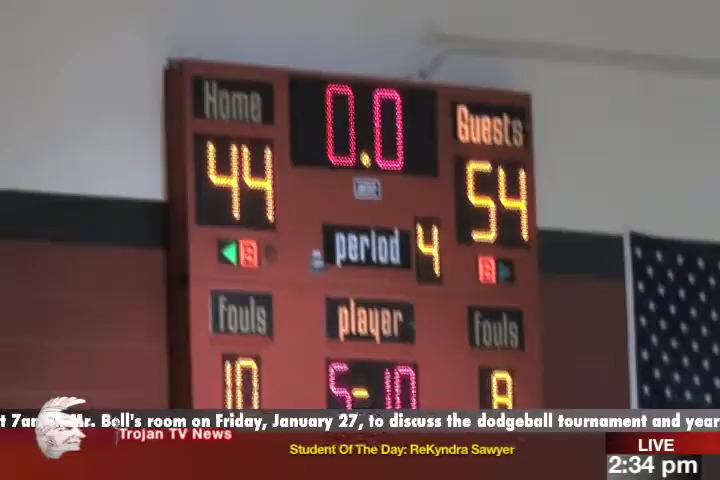 Home
0.0
Guests
44
54
period 4
fouls
player
fouls
10
5-10
8
t 7am Mr. Bell's room on Friday, January 27, to discuss the dodgeball tournament and year
Trojan TV News
Student Of The Day: ReKyndra Sawyer
LIVE
2:34 pm